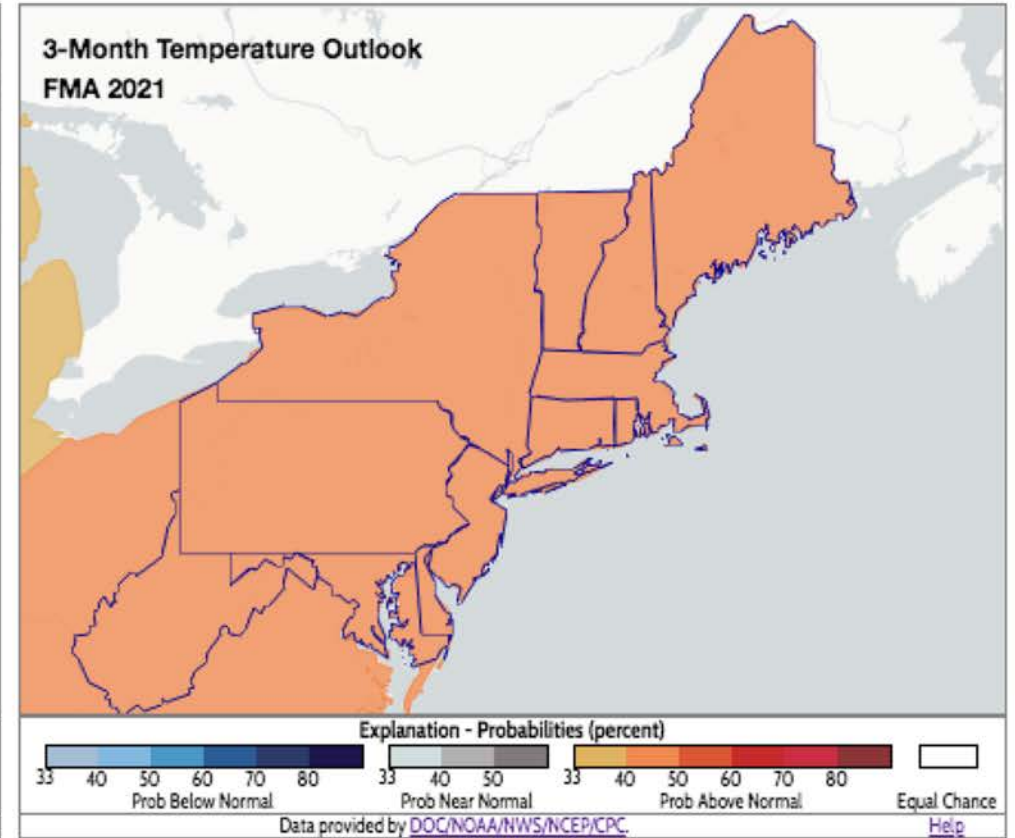 3-Month Temperature Outlook
FMA 2021
Explanation - Probabilities (percent)
33 40 50 60 70 80
Prob Below Normal
33 40 50
Prob Near Normal
33 40 50 60 70 80
Prob Above Normal
Equal Chance
Data provided by DOC/NOAA/NWS/NCEP/CPC.
Help